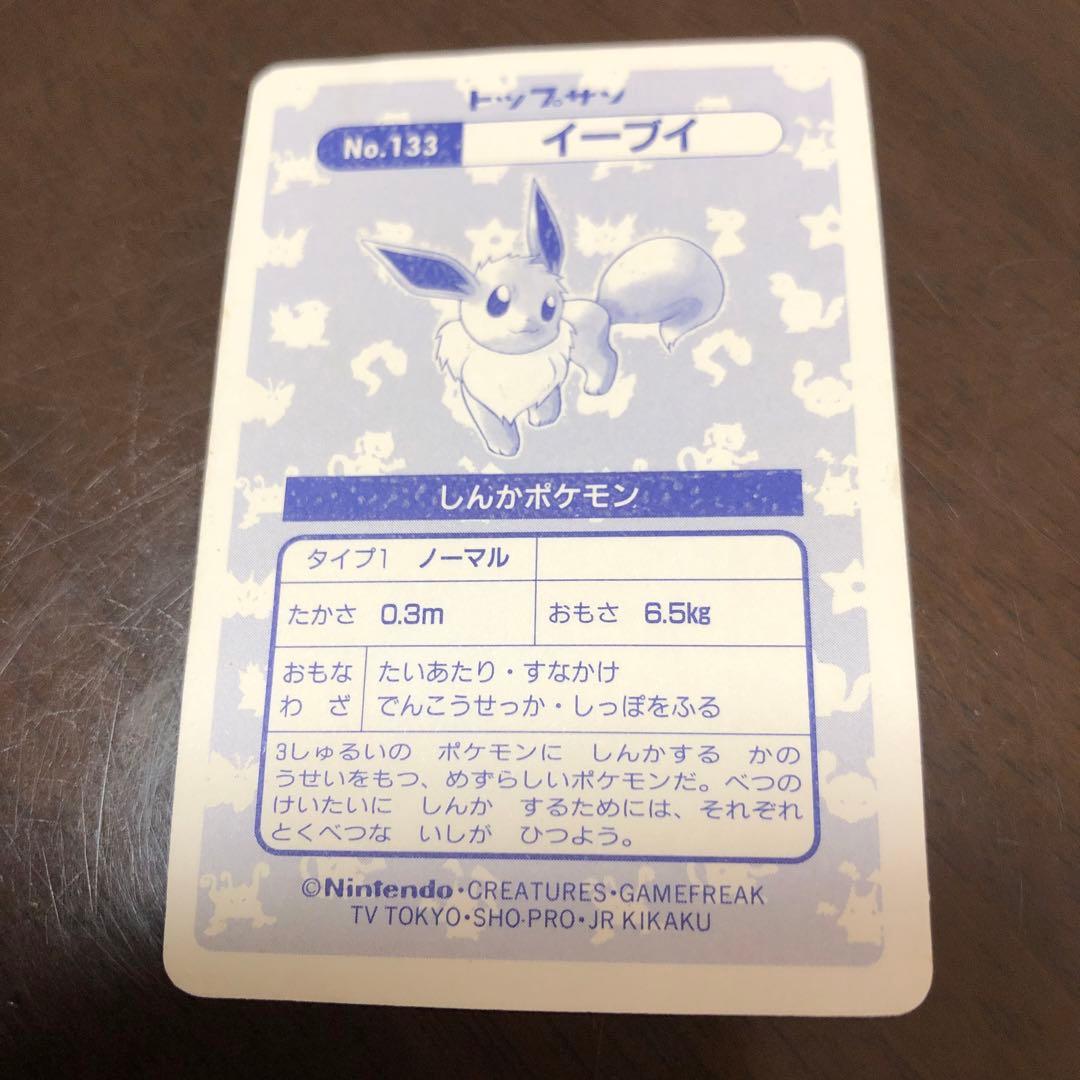 トップサン
No.133 イーブイ
しんかポケモン
タイプ1 ノーマル
たかさ 0.3m おもさ 6.5kg
おもな たいあたり・すなかけ
わ ざ でんこうせっか・しっぽをふる
3しゅるいの ポケモンに しんかする かの
うせいをもつ、めずらしいポケモンだ。べつの
けいたいに しんか するためには、それぞれ
とくべつな いしが ひつよう。
©Nintendo・CREATURES・GAMEFREAK
TV TOKYO・SHO-PRO・JR KIKAKU